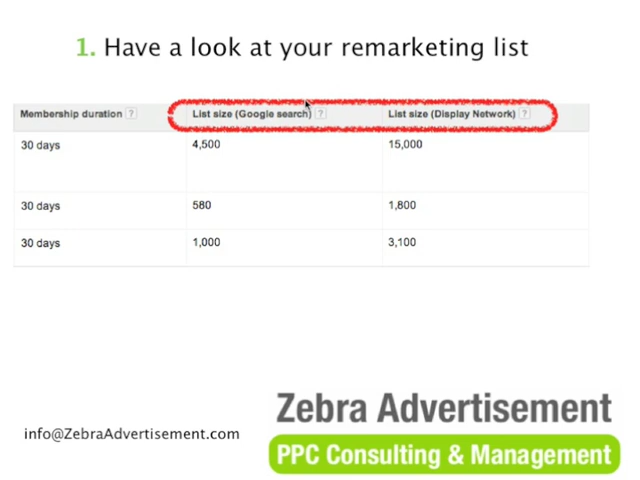 1. Have a look at your remarketing list
Membership duration ? List size (Google search) ? List size (Display Network) ?
30 days 4,500 15,000
30 days 580 1,800
30 days 1,000 3,100
Zebra Advertisement
info@ZebraAdvertisement.com
PPC Consulting & Management